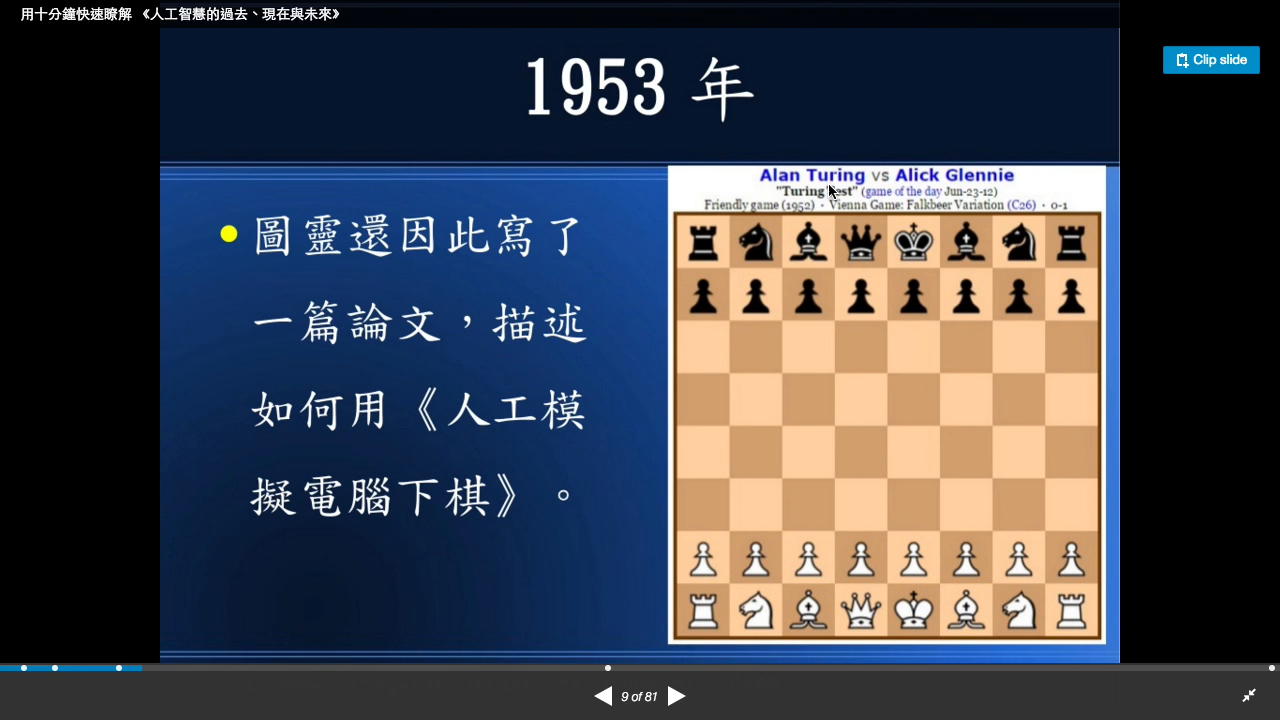 用十分鐘快速瞭解 《人工智慧的過去、現在與未來》
Clip slide
1953 年
圖靈還因此寫了
一篇論文，描述
如何用《人工模
擬電腦下棋》。
Alan Turing vs Alick Glennie
(game of the day Jun-23-12)
Friendly game (1952) · Vienna Game: Falkbeer Variation (C26) · 0-1
9 of 81